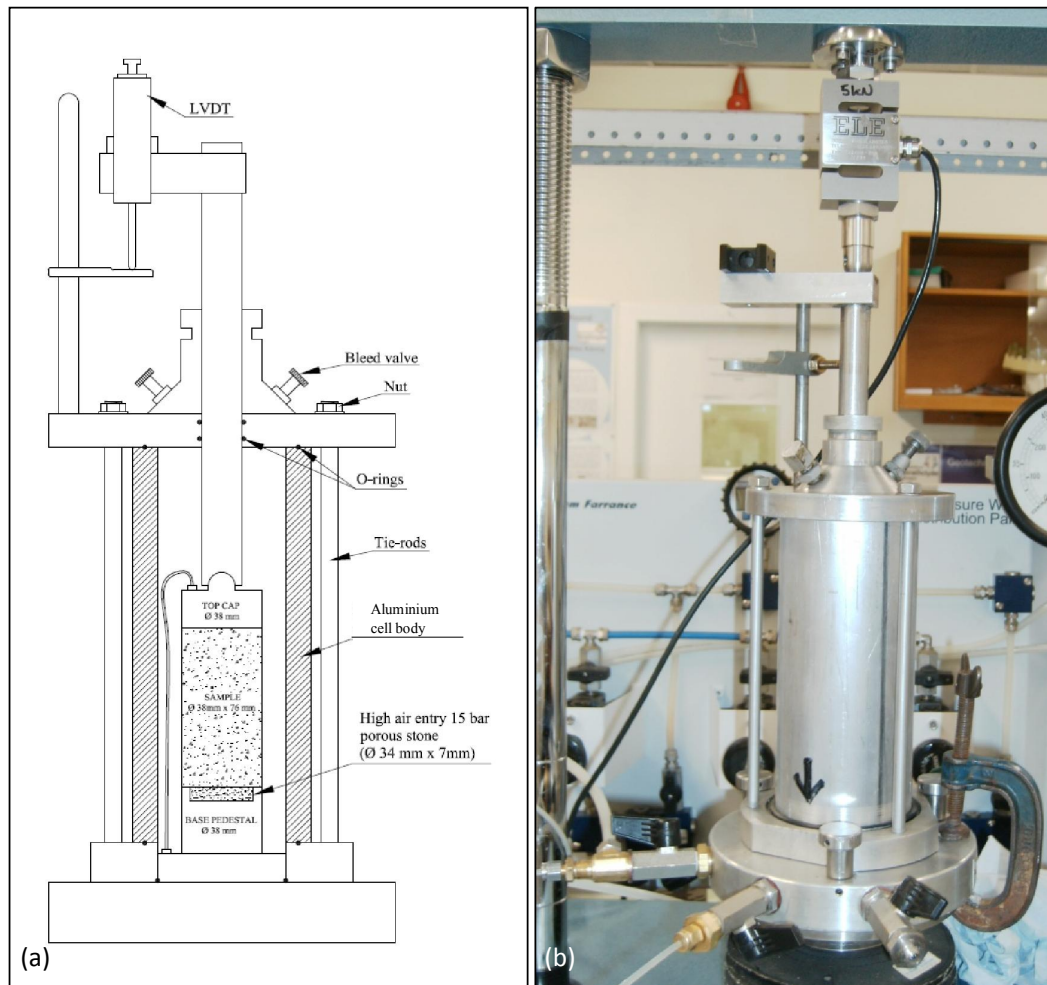 LVDT
Bleed valve
Nut
O-rings
Tie-rods
TOP CAP
Ø 38 mm
Aluminium
cell body
SAMPLE
Ø 38mm x 76 mm
High air entry 15 bar
porous stone
(Ø 34 mm x 7mm)
BASE PEDESTAL
Ø 38 mm
(a)
5kN
ELE
Farrance
(b)